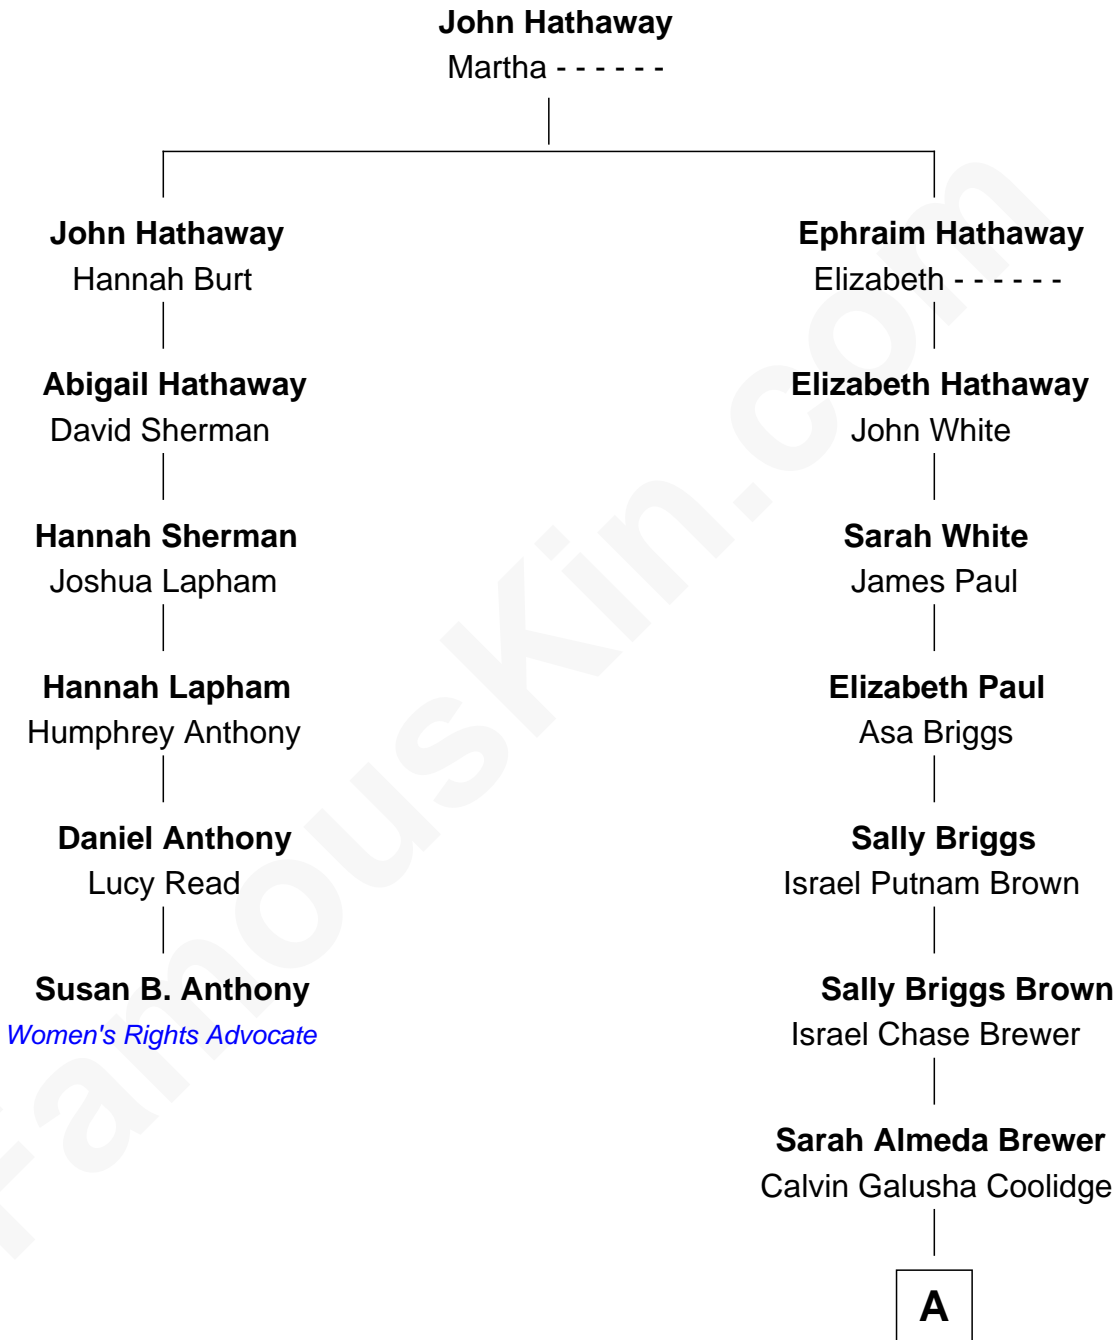 John Hathaway
Martha - - - - - -
John Hathaway
Hannah Burt
Abigail Hathaway
David Sherman
Hannah Sherman
Joshua Lapham
Hannah Lapham
Humphrey Anthony
Daniel Anthony
Lucy Read
Susan B. Anthony
Women's Rights Advocate
Ephraim Hathaway
Elizabeth - - - - - -
Elizabeth Hathaway
John White
Sarah White
James Paul
Elizabeth Paul
Asa Briggs
Sally Briggs
Israel Putnam Brown
Sally Briggs Brown
Israel Chase Brewer
Sarah Almeda Brewer
Calvin Galusha Coolidge
A
FamousKin.com